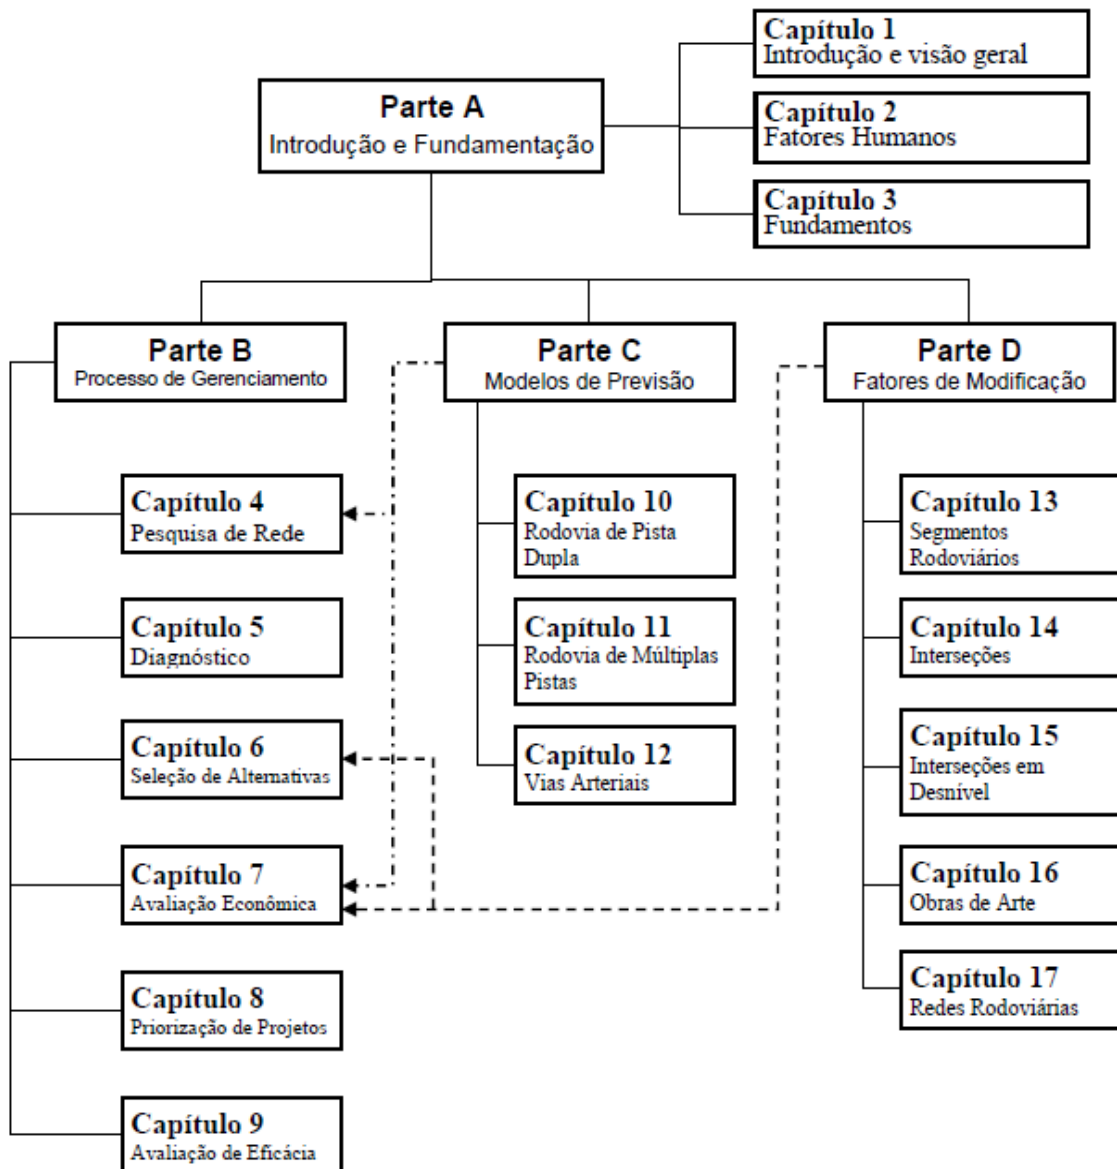 Capítulo 1
Introdução e visão geral
Parte A
Introdução e Fundamentação
Capítulo 2
Fatores Humanos
Capítulo 3
Fundamentos
Parte B
Processo de Gerenciamento
Parte C
Modelos de Previsão
Parte D
Fatores de Modificação
Capítulo 4
Pesquisa de Rede
Capítulo 5
Diagnóstico
Capítulo 6
Seleção de Alternativas
Capítulo 7
Avaliação Econômica
Capítulo 8
Priorização de Projetos
Capítulo 9
Avaliação de Eficácia
Capítulo 10
Rodovia de Pista
Dupla
Capítulo 11
Rodovia de Múltiplas
Pistas
Capítulo 12
Vias Arteriais
Capítulo 13
Segmentos
Rodoviários
Capítulo 14
Interseções
Capítulo 15
Interseções em
Desnível
Capítulo 16
Obras de Arte
Capítulo 17
Redes Rodoviárias